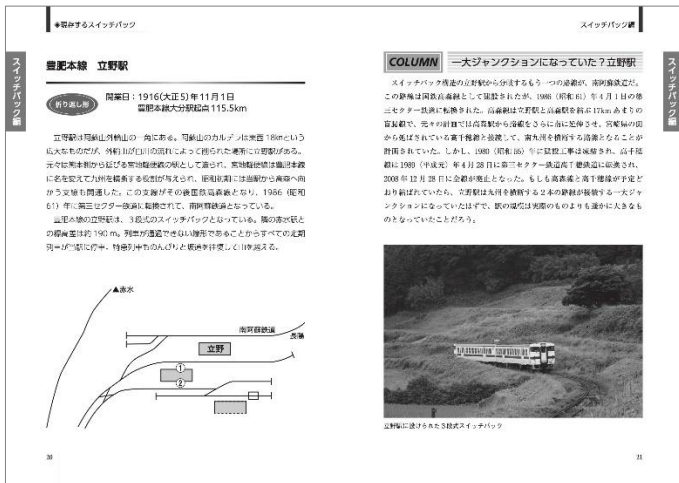 ◉現存するスイッチバック
スイッチバック編
豊肥本線　立野駅
折り返し形
開業日：1916(大正5)年11月1日
豊肥本線大分駅起点115.5km
立野駅は阿蘇山外輪山の一角にある。阿蘇山のカルデラは東西18kmという
広大なものだが、外輪山が白川の流れによって削られた場所に立野駅がある。
元々は熊本側から延びる宮地軽便線の駅として造られ、宮地軽便線は豊肥本線
に名を変えて九州を横断する役割が与えられ、昭和初期には当駅から高森へ向
かう支線も開通した。この支線がその後国鉄高森線となり、1986（昭和
61）年に第三セクター鉄道に転換されて、南阿蘇鉄道となっている。
豊肥本線の立野駅は、3段式のスイッチバックとなっている。隣の赤水駅と
の標高差は約190m。列車が通過できない線形であることからすべての定期
列車が当駅に停車、特急列車ものんびりと坂道を往復して山を越える。
▲赤水
南阿蘇鉄道
長陽
立野
①
②
20
スイッチバック編
スイッチバック編
COLUMN
一大ジャンクションになっていた？立野駅
スイッチバック構造の立野駅から分岐するもう一つの路線が、南阿蘇鉄道だ。
この路線は国鉄高森線として建設されたが、1986（昭和61）年4月1日の第
三セクター鉄道に転換された。高森線は立野駅と高森駅を結ぶ17kmあまりの
盲腸線で、元々の計画では高森駅から路線をさらに南に延伸させ、宮崎県の
から延ばされている高千穂線と接続して、南九州を横断する路線となることが
計画されていた。しかし、1980（昭和55）年に建設工事は凍結され、高千穂
線は1989（平成元）年4月28日に第三セクター鉄道高千穂鉄道に転換され、
2008年12月28日に全線が廃止となった。もしも高森線と高千穂線が予定ど
おり結ばれていたら、立野駅は九州を横断する2本の路線が接続する一大ジャ
ンクションになっていたはずで、駅の規模は実際のものよりも遥かに大きなも
のとなっていたことだろう。
立野駅に設けられた3段式スイッチバック
21